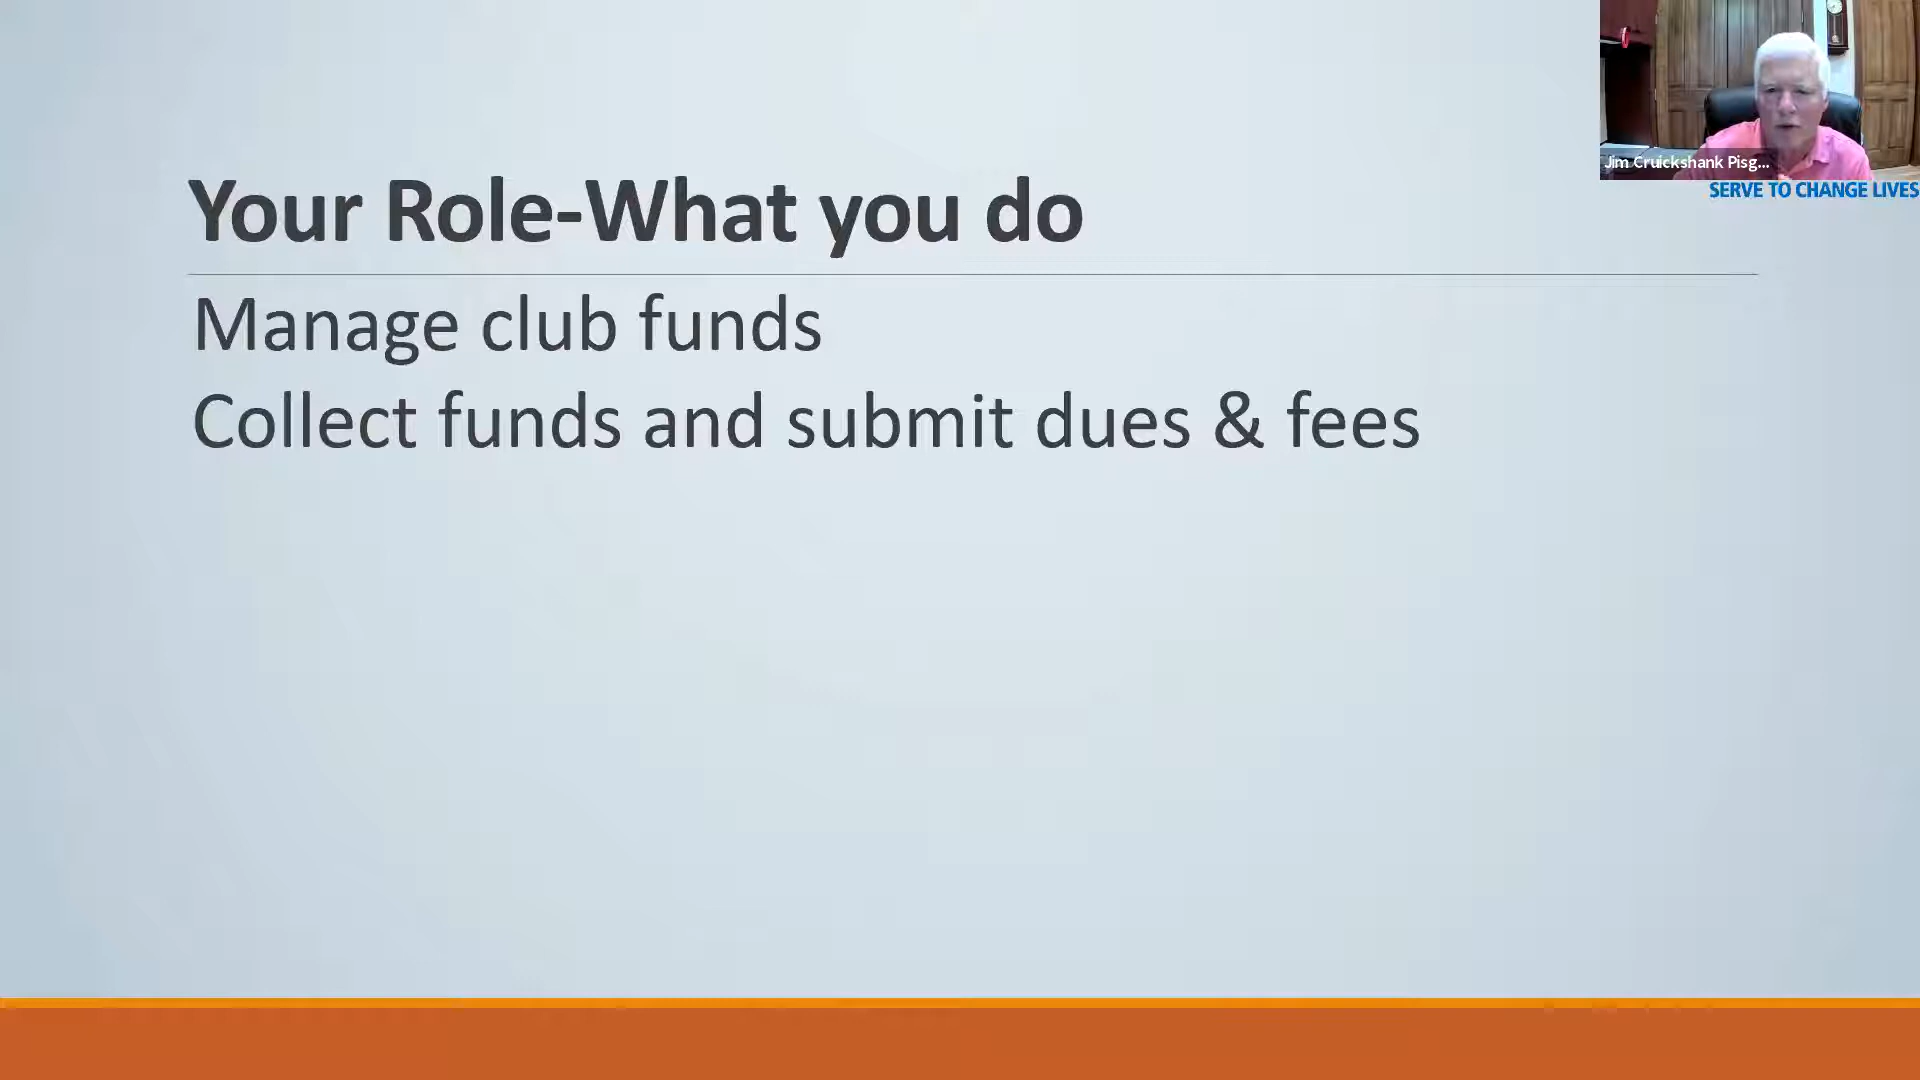 Jim Cruickshank Pisg...
SERVE TO CHANGE LIVES
Your Role-What you do
Manage club funds
Collect funds and submit dues & fees